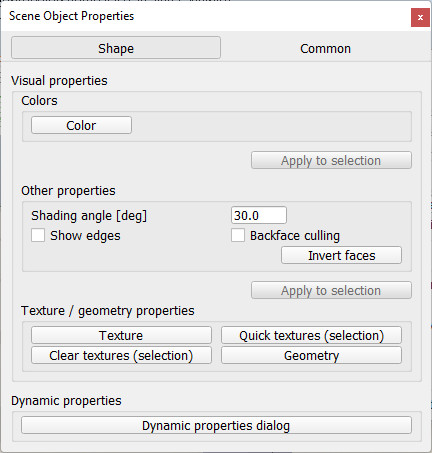 Scene Object Properties
x
Shape Common
Visual properties
Colors
Color
Apply to selection
Other properties
Shading angle [deg] 30.0
Show edges Backface culling
Invert faces
Apply to selection
Texture / geometry properties
Texture Quick textures (selection)
Clear textures (selection) Geometry
Dynamic properties
Dynamic properties dialog